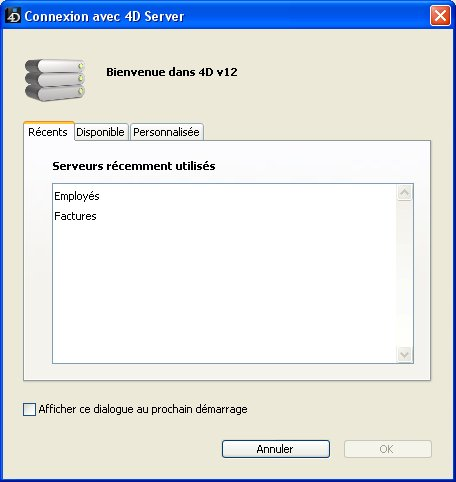 4D Connexion avec 4D Server
Bienvenue dans 4D v12
Récents Disponible Personnalisée
Serveurs récemment utilisés
Employés
Factures
Afficher ce dialogue au prochain démarrage
Annuler OK